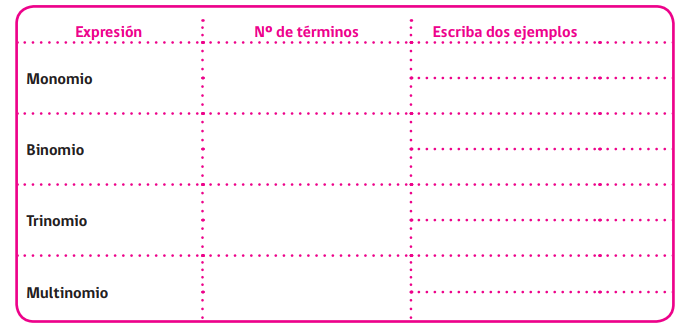 Expresión Nº de términos Escriba dos ejemplos
Monomio
Binomio
Trinomio
Multinomio